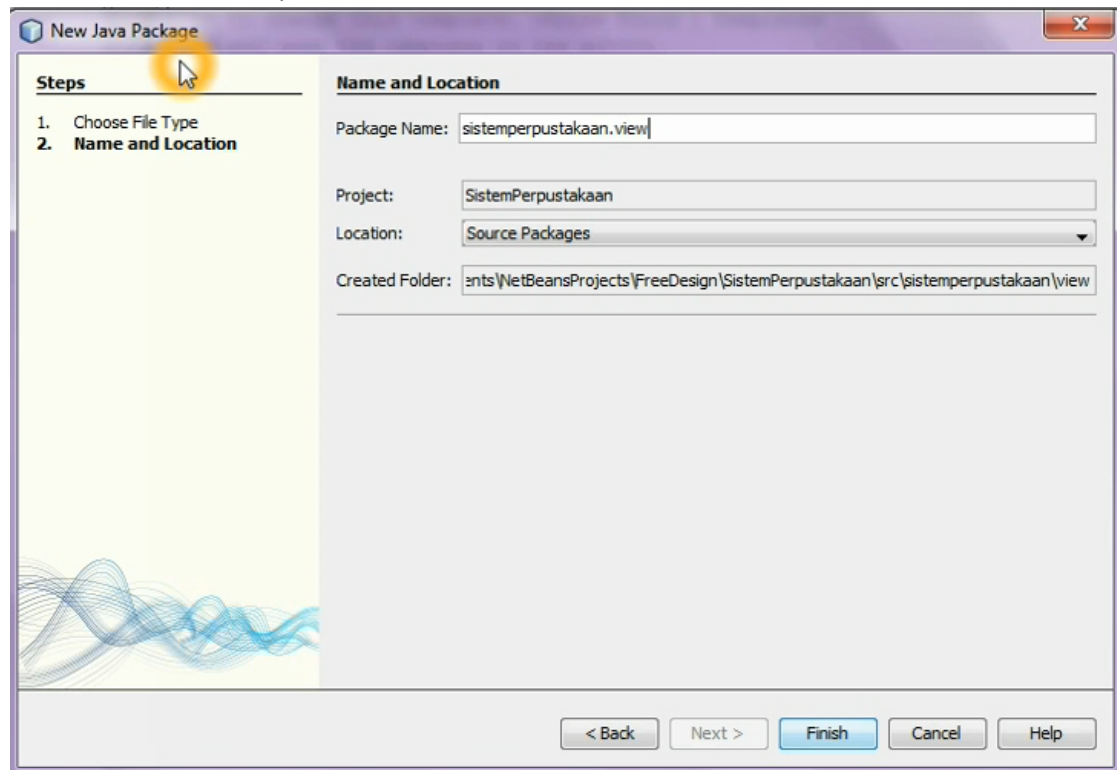 New Java Package
Steps
1. Choose File Type
2. Name and Location
Name and Location
Package Name: sistemperpustakaan.view
Project: SistemPerpustakaan
Location: Source Packages
Created Folder: ents\NetBeansProjects\FreeDesign\SistemPerpustakaan\src\sistemperpustakaan\view
< Back Next > Finish Cancel Help